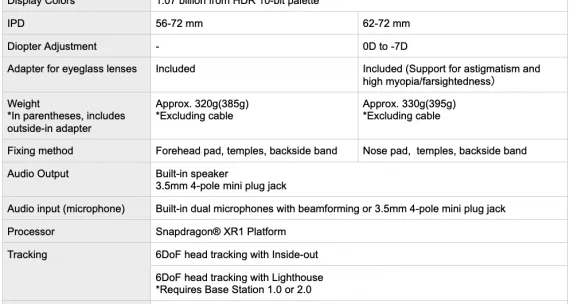 Display Colors 1.07 billion from HDR 10-bit palette
IPD 56-72 mm 62-72 mm
Diopter Adjustment - 0D to -7D
Adapter for eyeglass lenses Included Included (Support for astigmatism and
high myopia/farsightedness）
Weight Approx. 320g(385g) Approx. 330g(395g)
*In parentheses, includes *Excluding cable *Excluding cable
outside-in adapter
Fixing method Forehead pad, temples, backside band Nose pad,  temples, backside band
Audio Output Built-in speaker
3.5mm 4-pole mini plug jack
Audio input (microphone) Built-in dual microphones with beamforming or 3.5mm 4-pole mini plug jack
Processor Snapdragon® XR1 Platform
Tracking 6DoF head tracking with Inside-out
6DoF head tracking with Lighthouse
*Requires Base Station 1.0 or 2.0